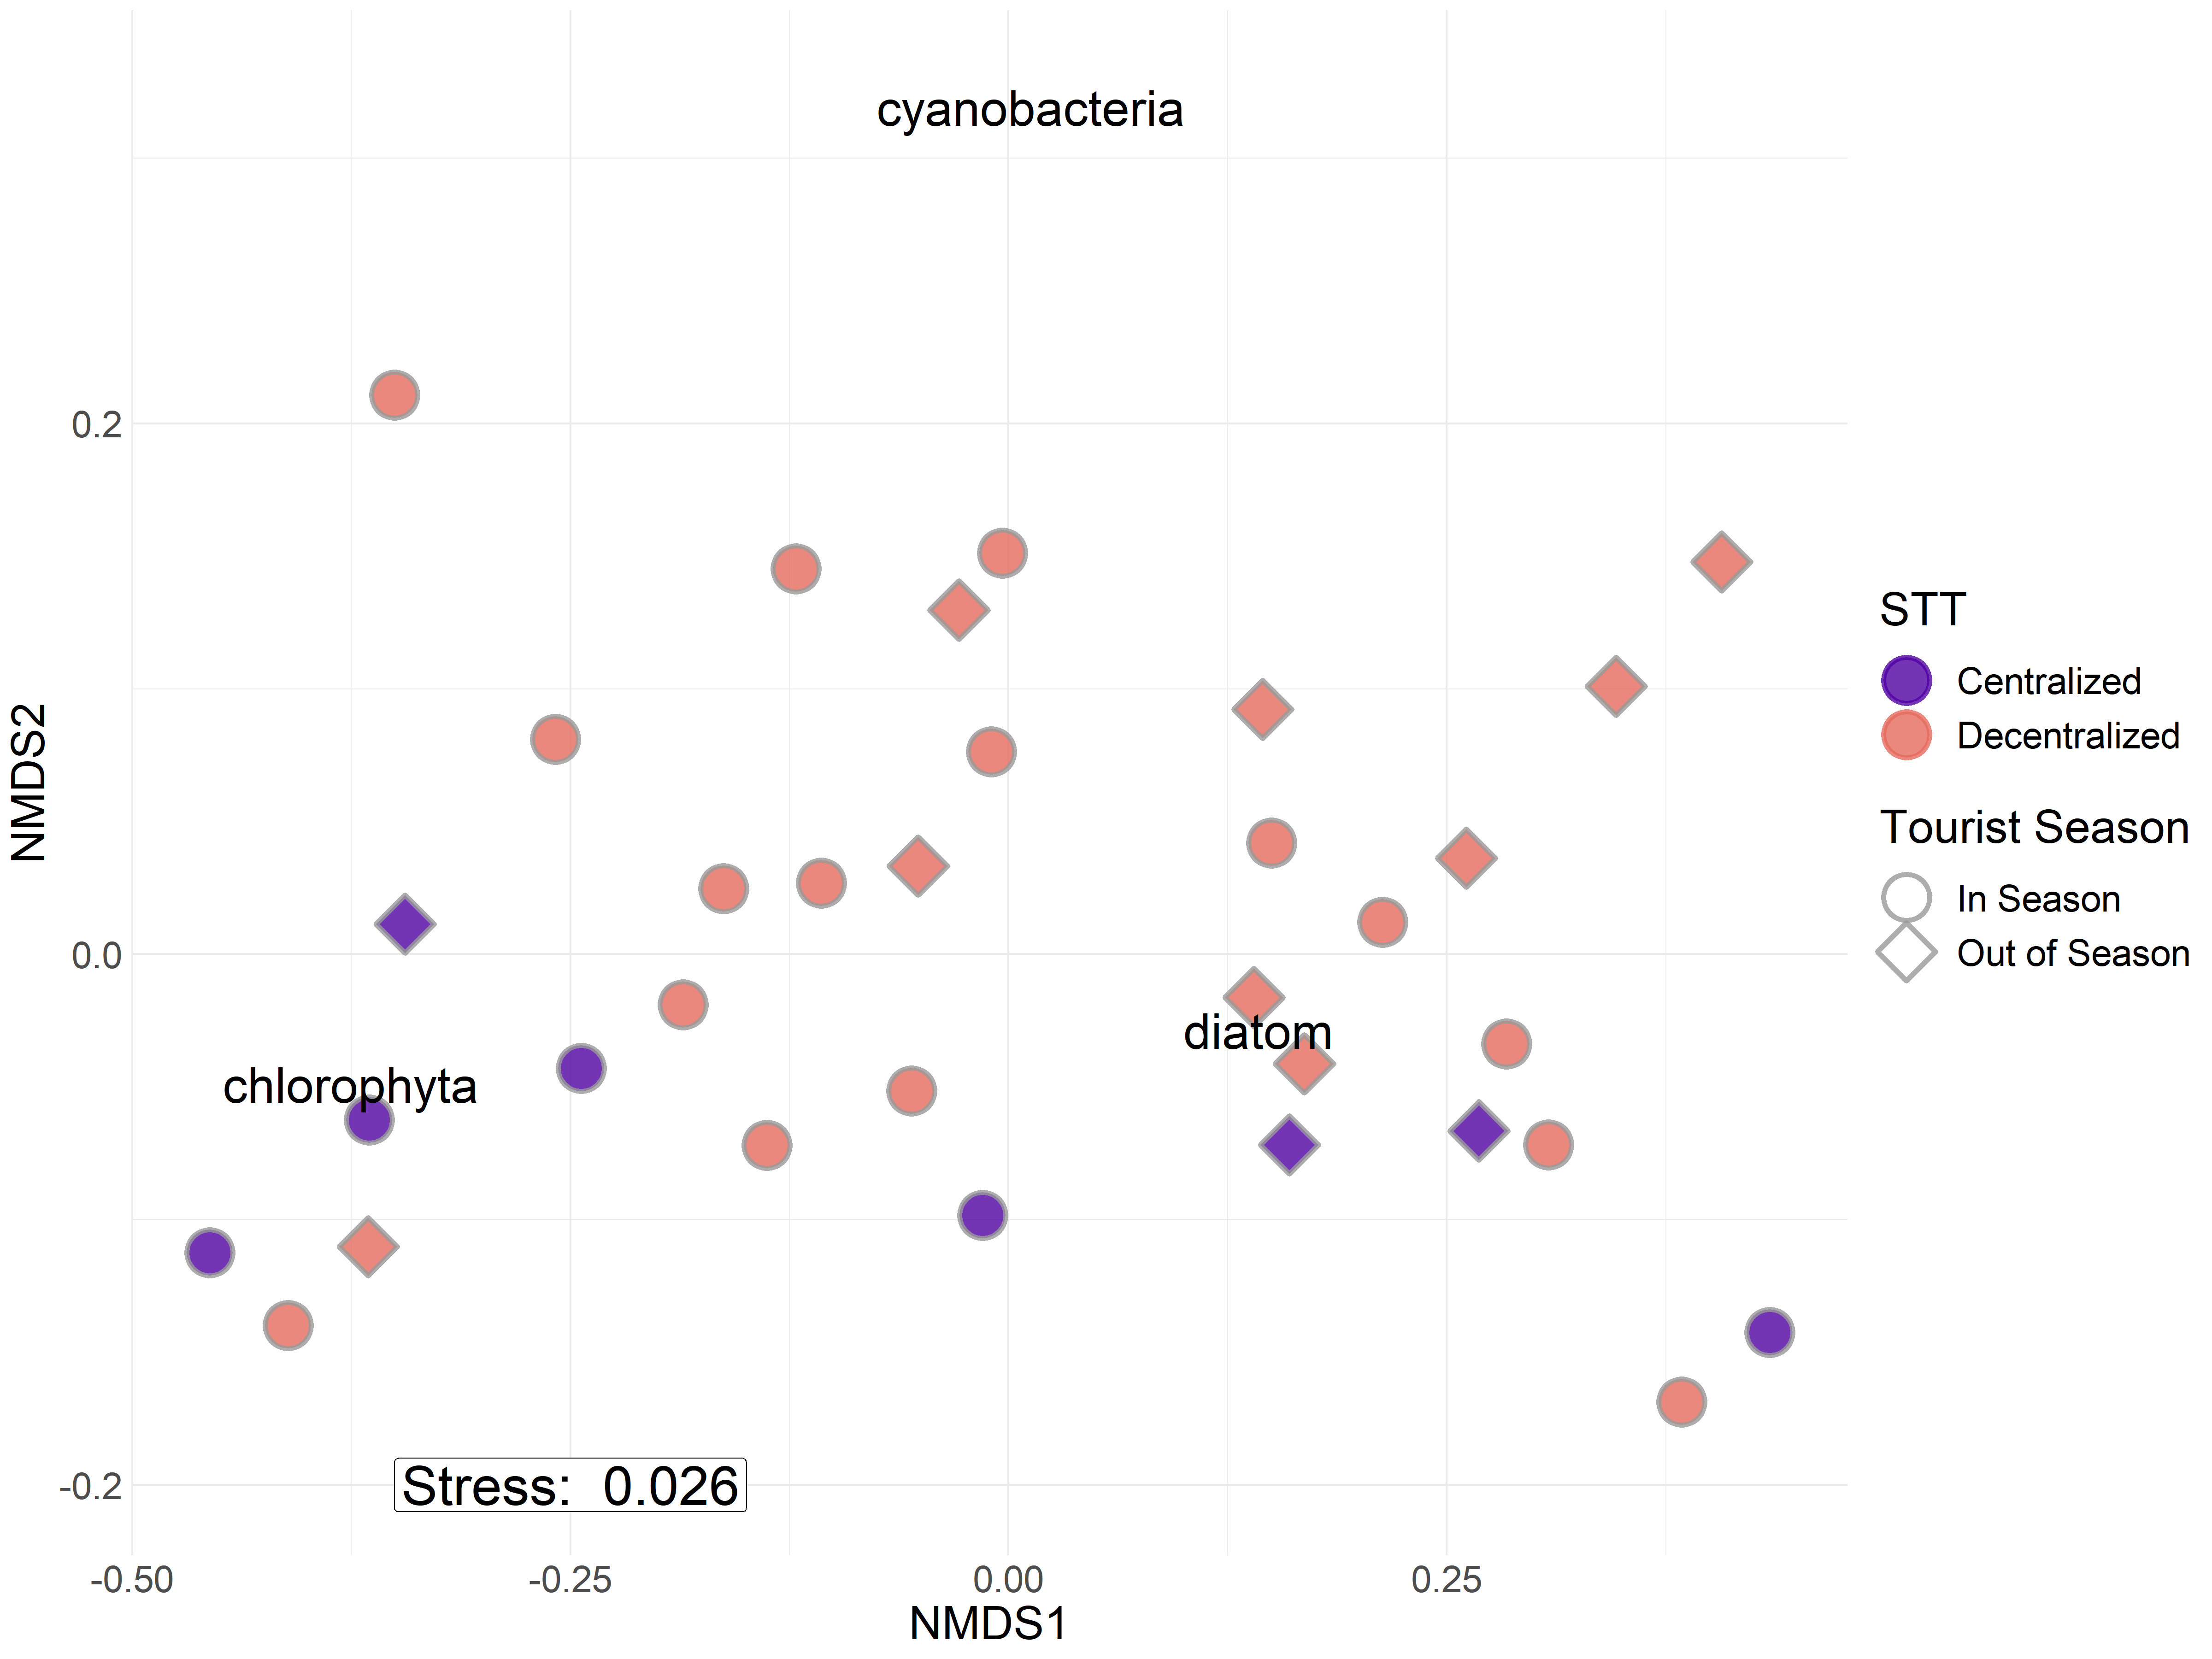 cyanobacteria
0.2
STT
Centralized
Decentralized
NMDS2
Tourist Season
In Season
0.0
Out of Season
diatom
chlorophyta
-0.2
Stress:  0.026
-0.50
-0.25
0.00
0.25
NMDS1